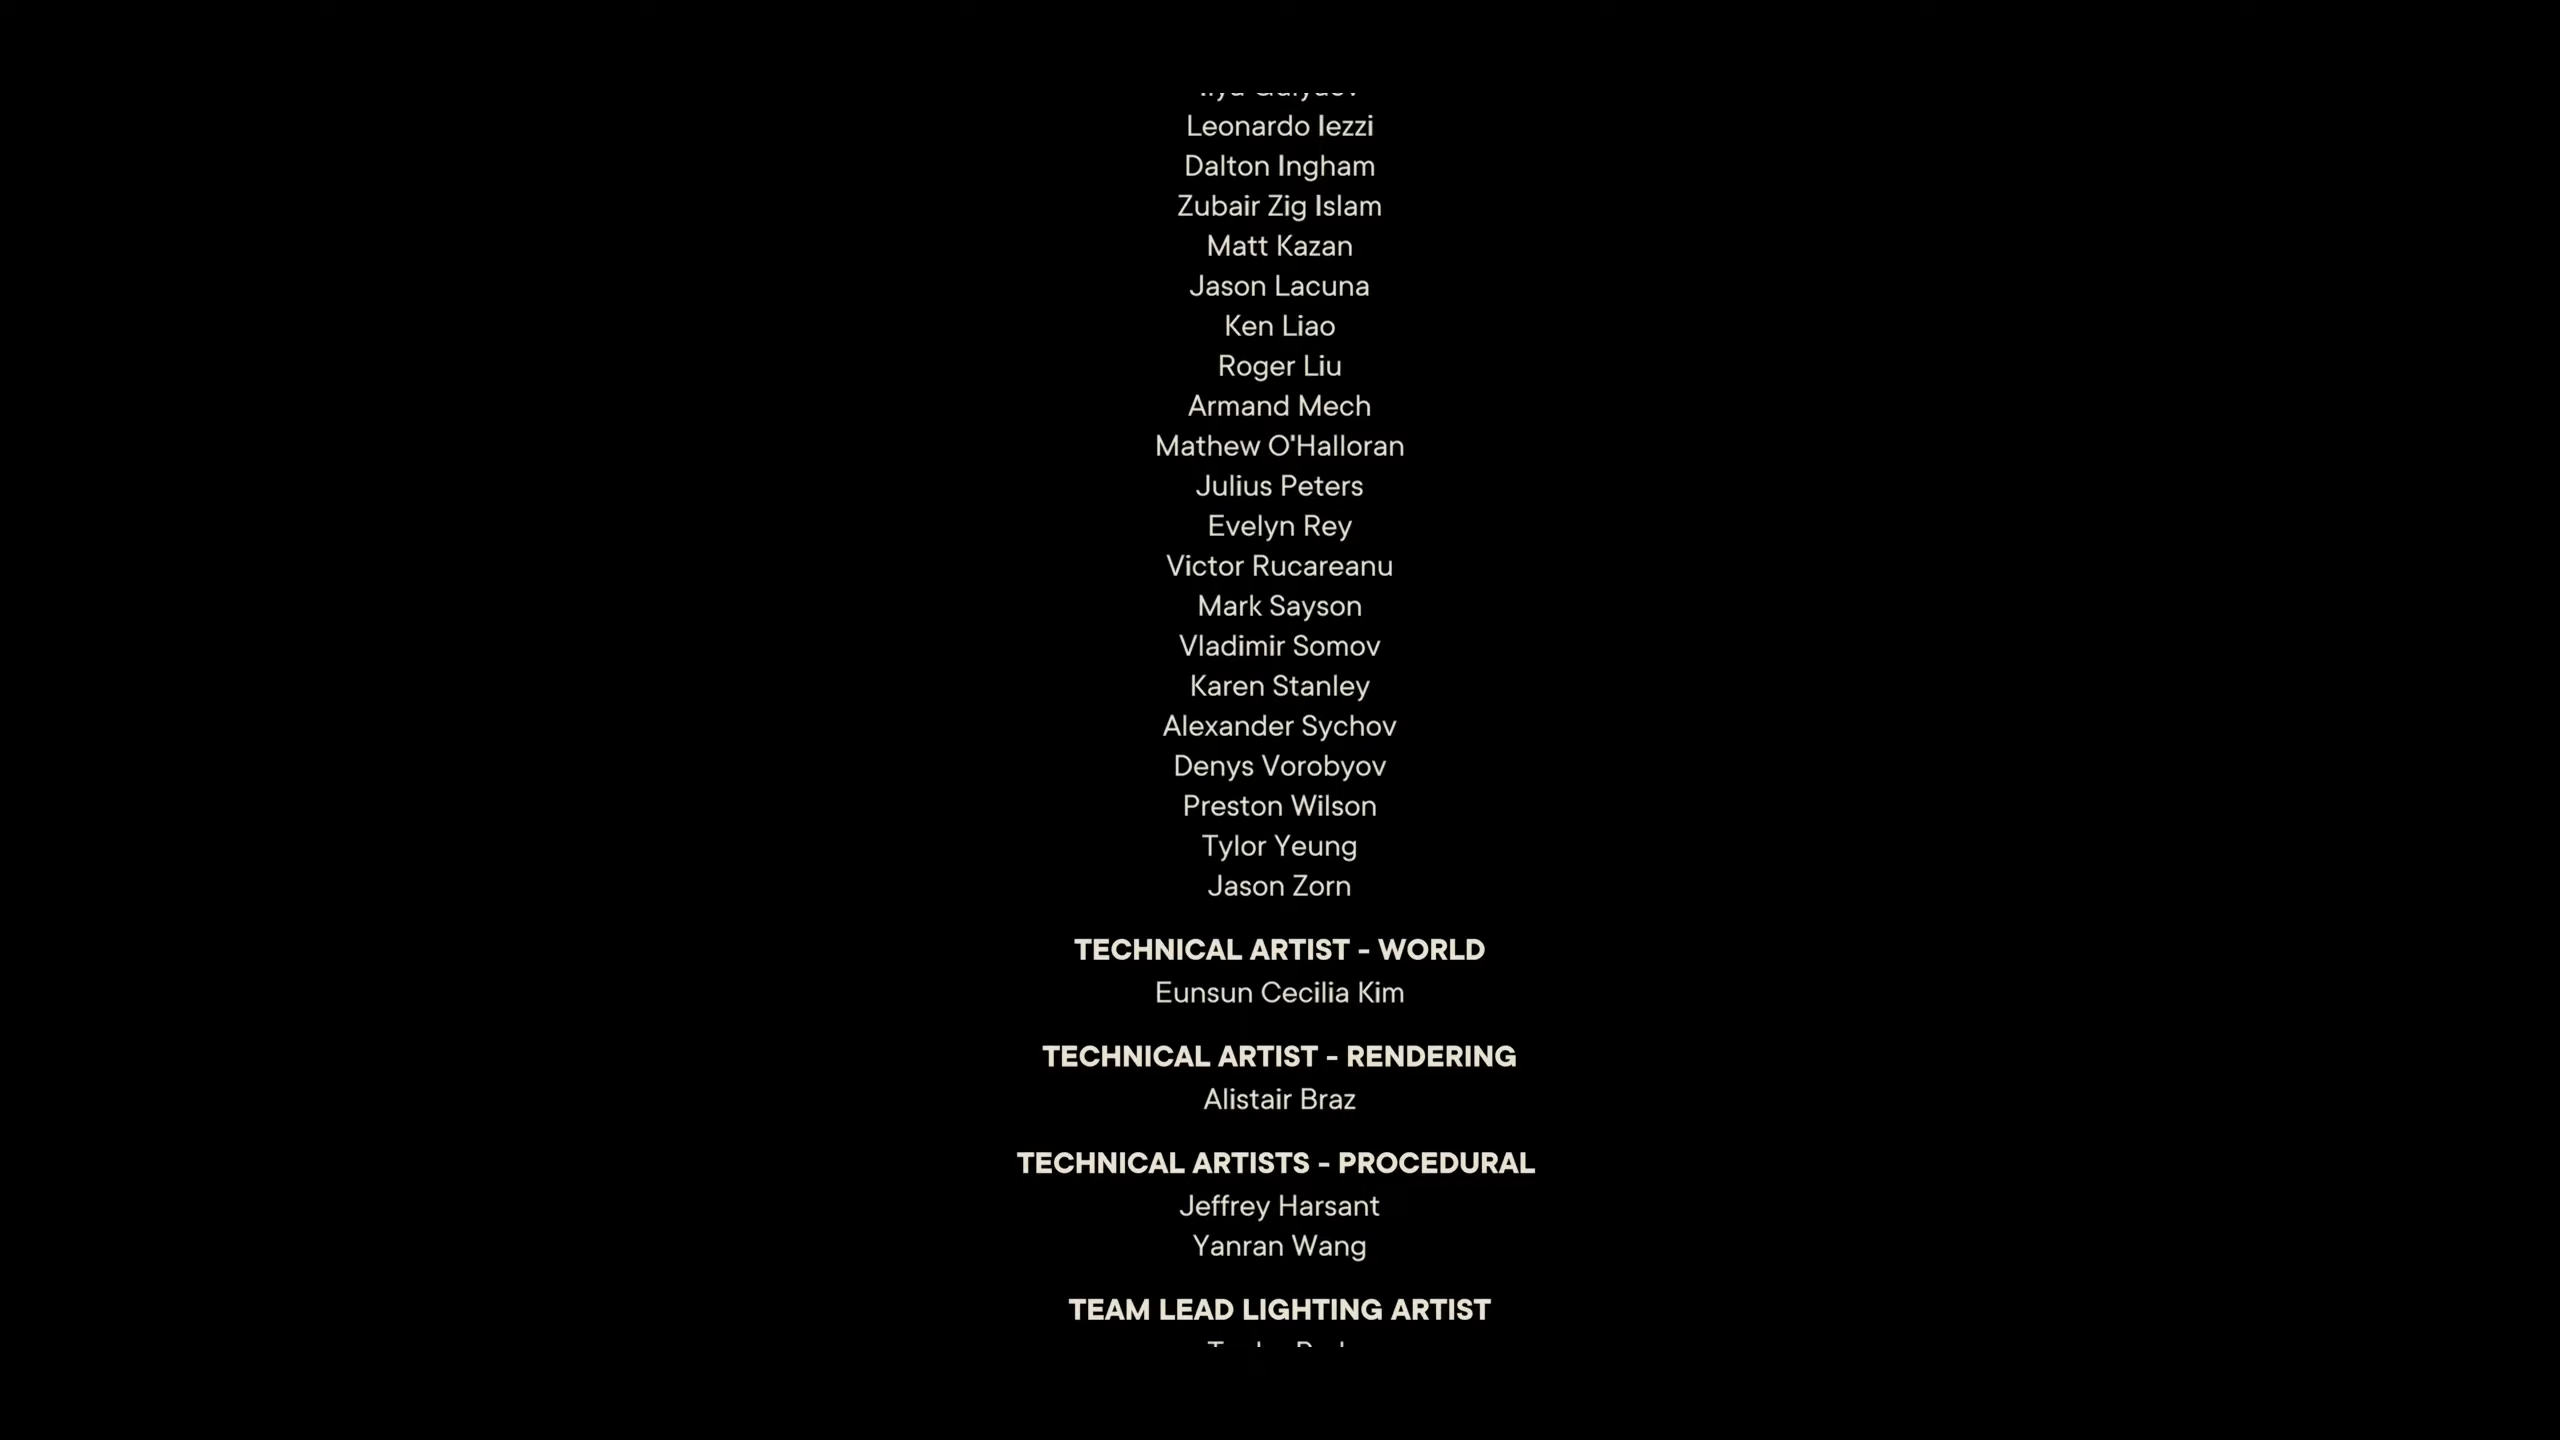 Leonardo Iezzi
Dalton Ingham
Zubair Zig Islam
Matt Kazan
Jason Lacuna
Ken Liao
Roger Liu
Armand Mech
Mathew O'Halloran
Julius Peters
Evelyn Rey
Victor Rucareanu
Mark Sayson
Vladimir Somov
Karen Stanley
Alexander Sychov
Denys Vorobyov
Preston Wilson
Tylor Yeung
Jason Zorn
TECHNICAL ARTIST - WORLD
Eunsun Cecilia Kim
TECHNICAL ARTIST - RENDERING
Alistair Braz
TECHNICAL ARTISTS - PROCEDURAL
Jeffrey Harsant
Yanran Wang
TEAM LEAD LIGHTING ARTIST